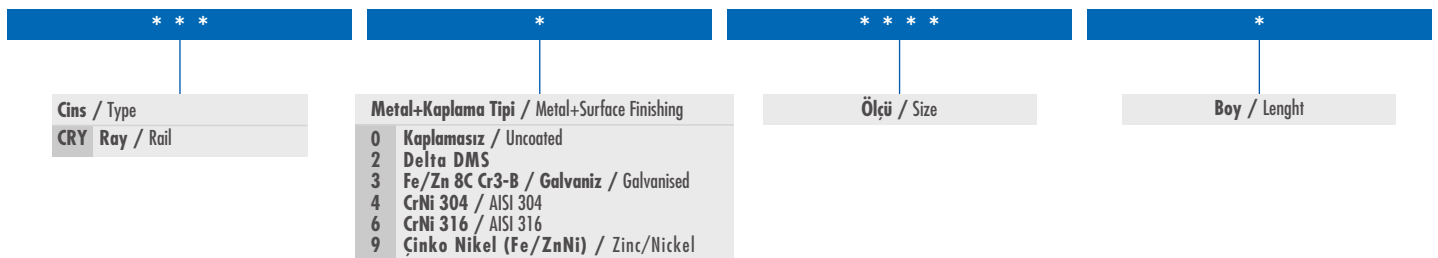 * * *
*
* * * *
*
Cins / Type
CRY Ray / Rail
Metal+Kaplama Tipi / Metal+Surface Finishing
0 Kaplamasız / Uncoated
2 Delta DMS
3 Fe/Zn 8C Cr3-B / Galvaniz / Galvanised
4 CrNi 304 / AISI 304
6 CrNi 316 / AISI 316
9 Çinko Nikel (Fe/ZnNi) / Zinc/Nickel
Ölçü / Size
Boy / Lenght